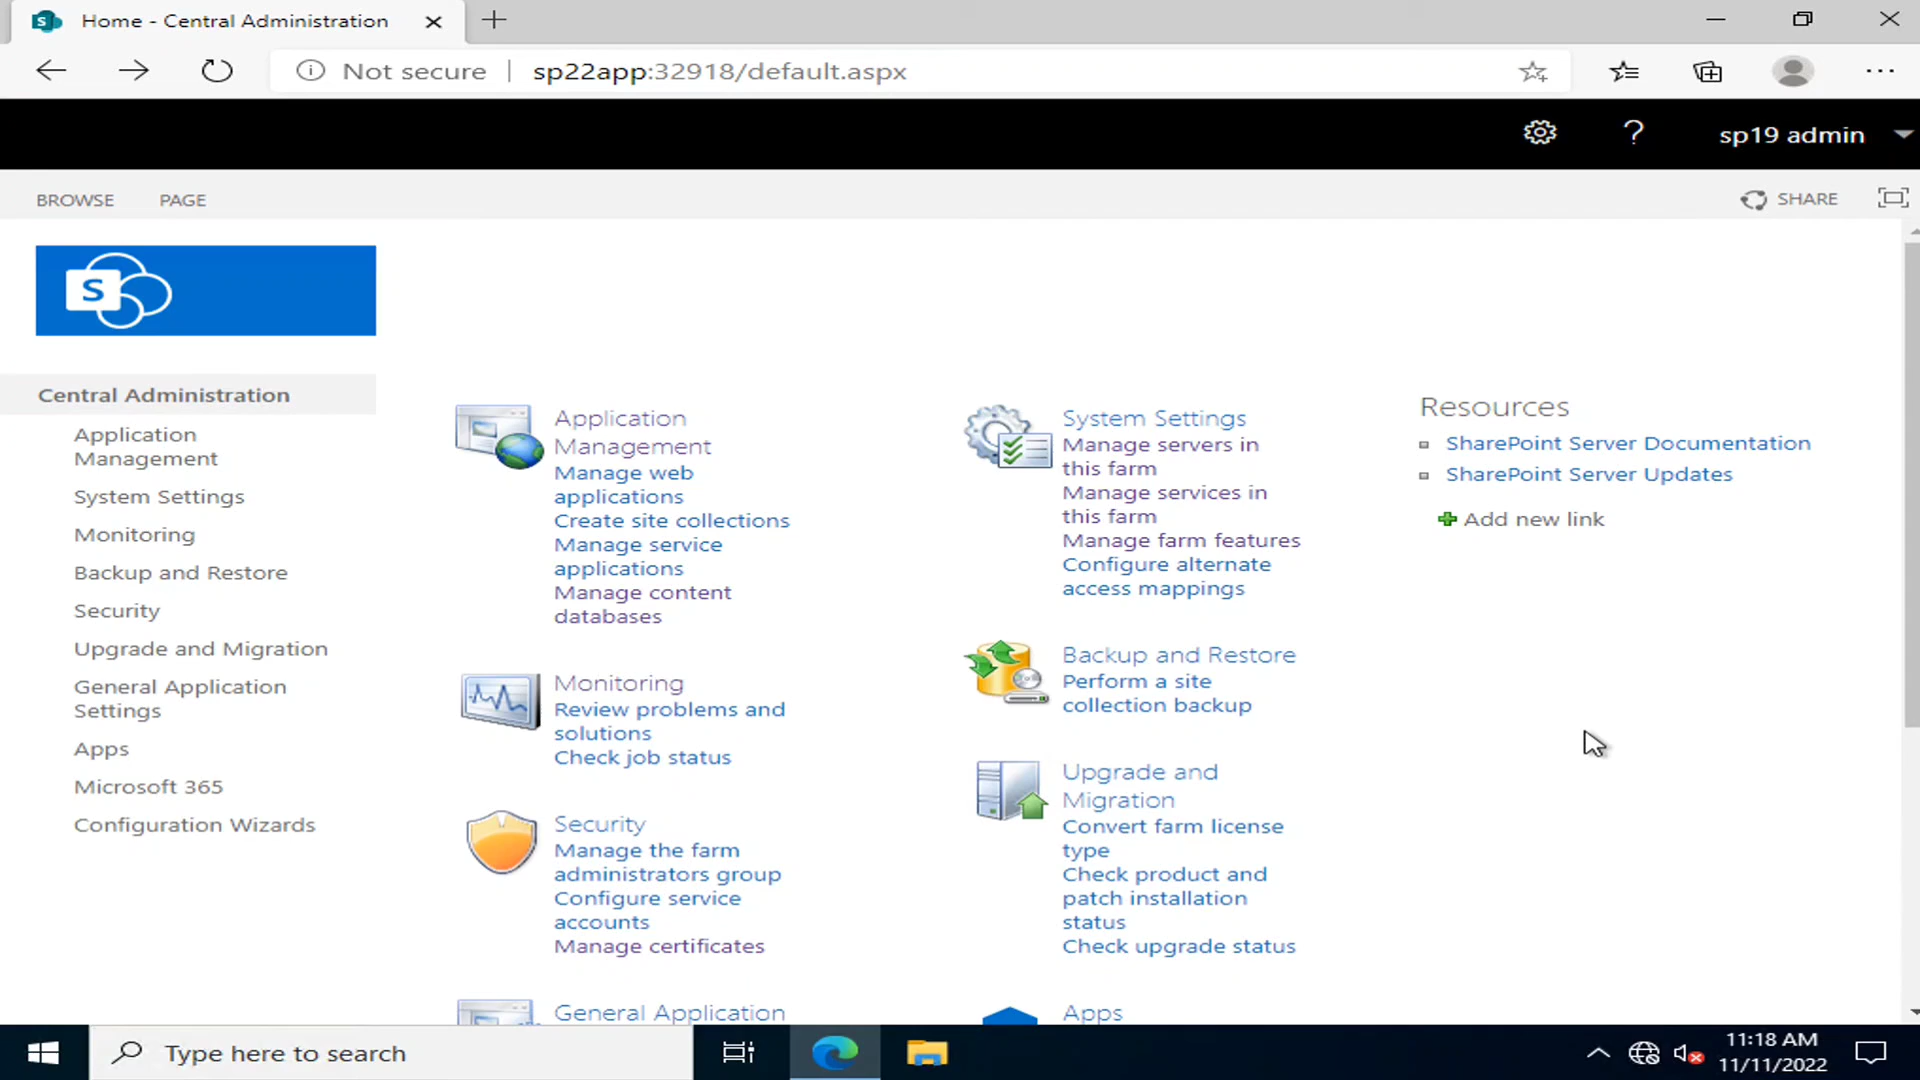 Home - Central Administration
Not secure | sp22app:32918/default.aspx
? sp19 admin
BROWSE PAGE SHARE
S
Central Administration
Application
Management
System Settings
Monitoring
Backup and Restore
Security
Upgrade and Migration
General Application
Settings
Apps
Microsoft 365
Configuration Wizards
Application
Management
Manage web
applications
Create site collections
Manage service
applications
Manage content
databases
Monitoring
Review problems and
solutions
Check job status
Security
Manage the farm
administrators group
Configure service
accounts
Manage certificates
General Application
System Settings
Manage servers in
this farm
Manage services in
this farm
Manage farm features
Configure alternate
access mappings
Backup and Restore
Perform a site
collection backup
Upgrade and
Migration
Convert farm license
type
Check product and
patch installation
status
Check upgrade status
Apps
Resources
SharePoint Server Documentation
SharePoint Server Updates
Add new link
Type here to search
11:18 AM
11/11/2022